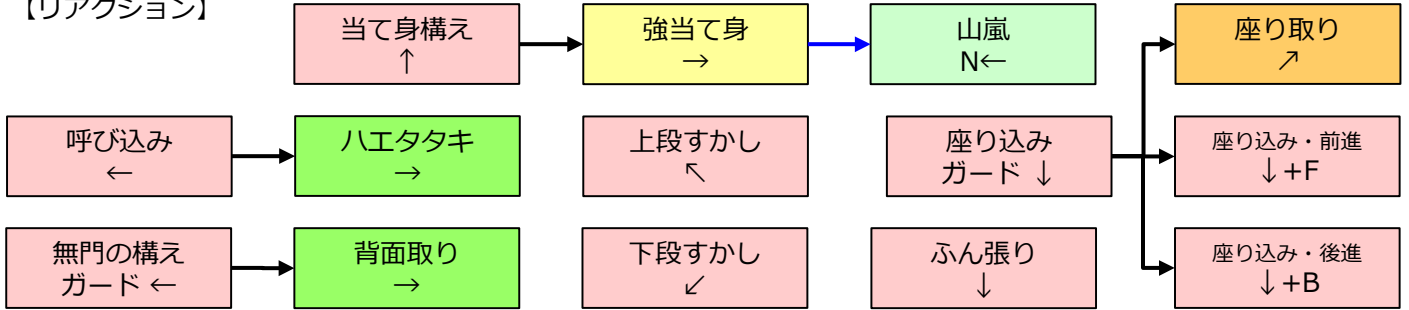 【リアクション】
当て身構え
↑
強当て身
→
山嵐
N←
座り取り
↗
呼び込み
←
ハエタタキ
→
上段すかし
↖
座り込み
ガード ↓
座り込み・前進
↓+F
無門の構え
ガード ←
背面取り
→
下段すかし
↙
ふん張り
↓
座り込み・後進
↓+B